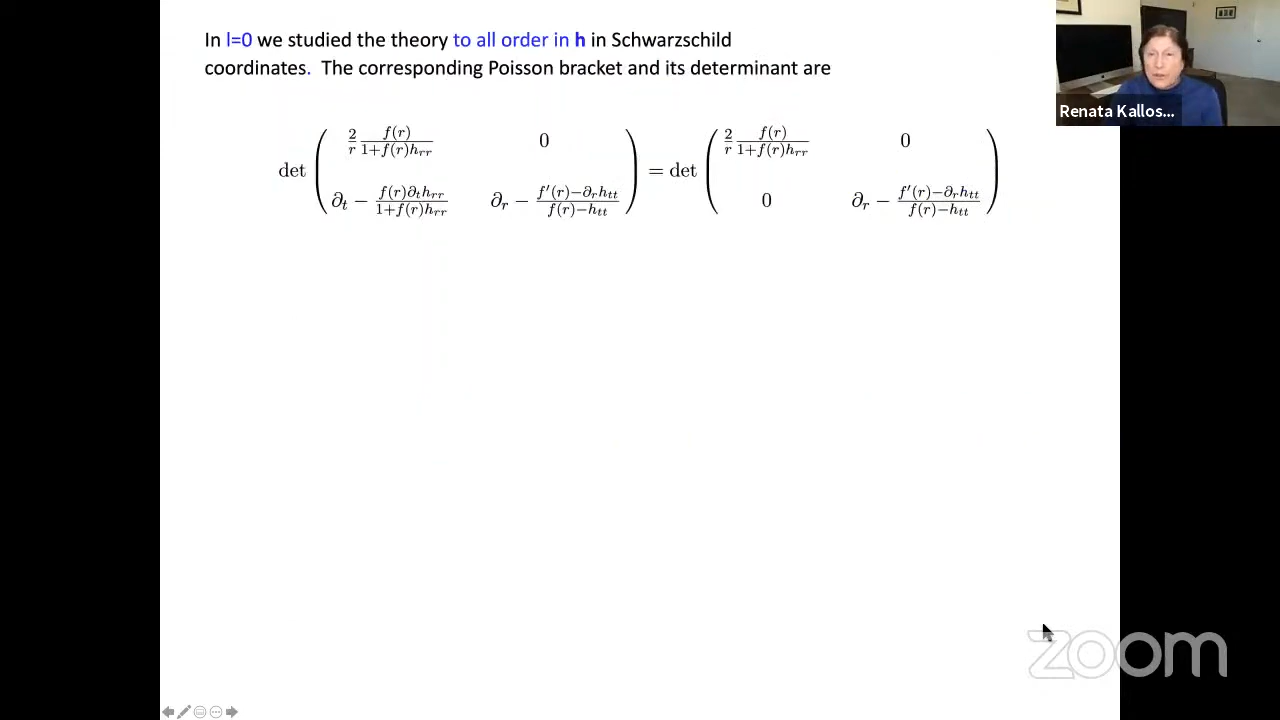 In l=0 we studied the theory to all order in h in Schwarzschild
coordinates. The corresponding Poisson bracket and its determinant are
Renata Kallos...
det ( 2/r f(r)/1+f(r)h_rr 0 ; ∂_t − f(r)∂_t h_rr/1+f(r)h_rr ∂_r − f′(r)−∂_r h_tt/f(r)−h_tt ) = det ( 2/r f(r)/1+f(r)h_rr 0 ; 0 ∂_r − f′(r)−∂_r h_tt/f(r)−h_tt )
zoom